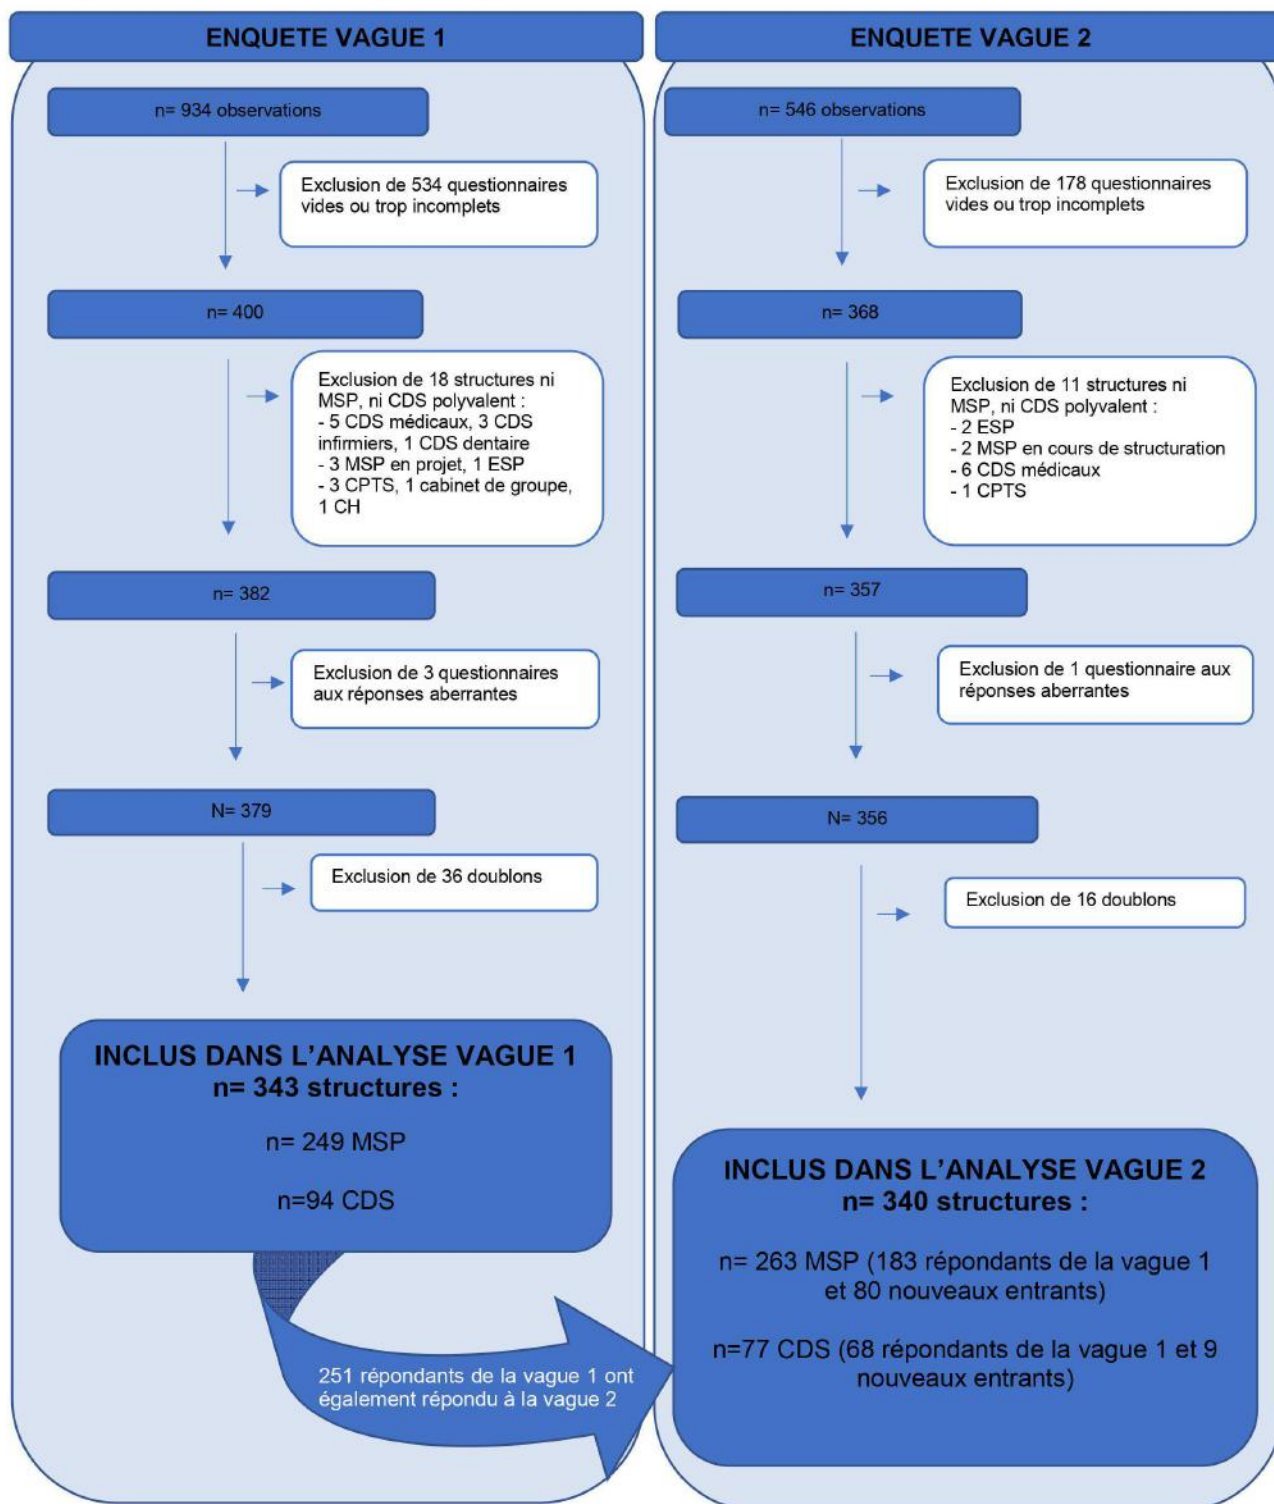 ENQUETE VAGUE 1
n= 934 observations
Exclusion de 534 questionnaires
vides ou trop incomplets
n= 400
Exclusion de 18 structures ni
MSP, ni CDS polyvalent :
- 5 CDS médicaux, 3 CDS
infirmiers, 1 CDS dentaire
- 3 MSP en projet, 1 ESP
- 3 CPTS, 1 cabinet de groupe,
1 CH
n= 382
Exclusion de 3 questionnaires
aux réponses aberrantes
N= 379
Exclusion de 36 doublons
INCLUS DANS L'ANALYSE VAGUE 1
n= 343 structures :
n= 249 MSP
n=94 CDS
251 répondants de la vague 1 ont
également répondu à la vague 2
ENQUETE VAGUE 2
n= 546 observations
Exclusion de 178 questionnaires
vides ou trop incomplets
n= 368
Exclusion de 11 structures ni
MSP, ni CDS polyvalent :
- 2 ESP
- 2 MSP en cours de structuration
- 6 CDS médicaux
- 1 CPTS
n= 357
Exclusion de 1 questionnaire aux
réponses aberrantes
N= 356
Exclusion de 16 doublons
INCLUS DANS L'ANALYSE VAGUE 2
n= 340 structures :
n= 263 MSP (183 répondants de la vague 1
et 80 nouveaux entrants)
n=77 CDS (68 répondants de la vague 1 et 9
nouveaux entrants)